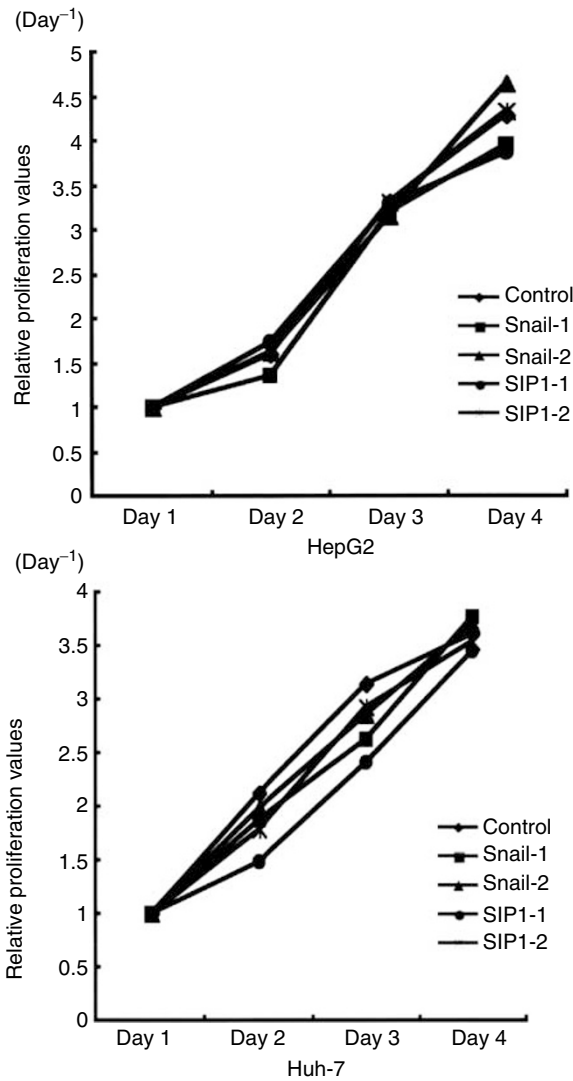 (Day⁻¹)
5
4.5
4
3.5
3
2.5
2
1.5
1
0.5
0
Relative proliferation values
Control
Snail-1
Snail-2
SIP1-1
SIP1-2
Day 1 Day 2 Day 3 Day 4
HepG2
(Day⁻¹)
4
3.5
3
2.5
2
1.5
1
0.5
0
Relative proliferation values
Control
Snail-1
Snail-2
SIP1-1
SIP1-2
Day 1 Day 2 Day 3 Day 4
Huh-7